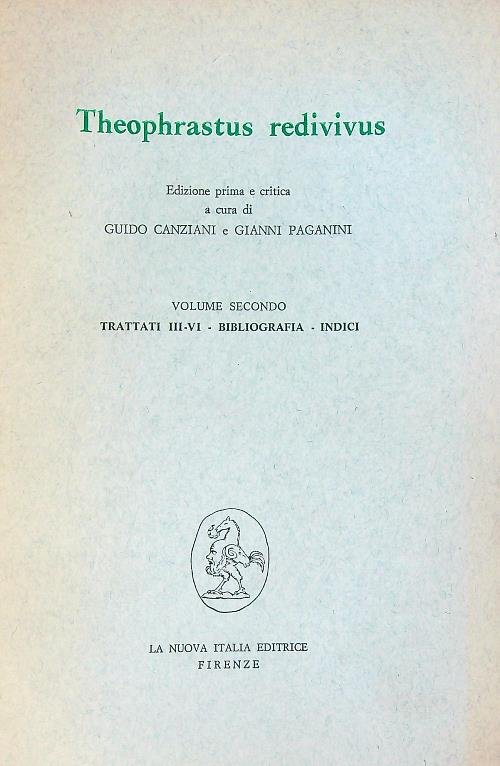 Theophrastus redivivus
Edizione prima e critica
a cura di
GUIDO CANZIANI e GIANNI PAGANINI
VOLUME SECONDO
TRATTATI III-VI - BIBLIOGRAFIA - INDICI
LA NUOVA ITALIA EDITRICE
FIRENZE